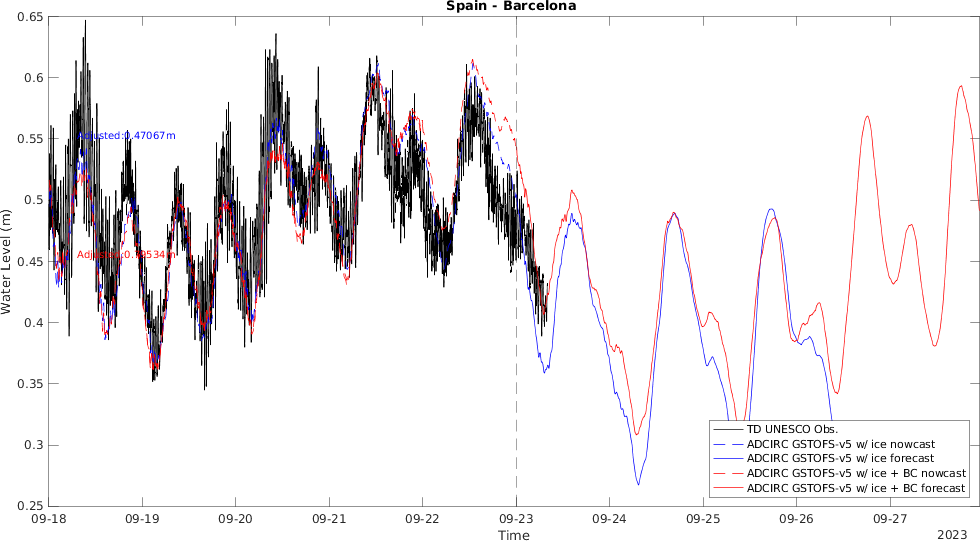 Spain - Barcelona
0.65
0.6
0.55
0.5
0.45
0.4
0.35
0.3
0.25
Water Level (m)
Adjusted:0.47067m
TD UNESCO Obs.
ADCIRC GSTOFS-v5 w/ ice nowcast
ADCIRC GSTOFS-v5 w/ ice forecast
ADCIRC GSTOFS-v5 w/ ice + BC nowcast
ADCIRC GSTOFS-v5 w/ ice + BC forecast
09-18 09-19 09-20 09-21 09-22 09-23 09-24 09-25 09-26 09-27
Time
2023